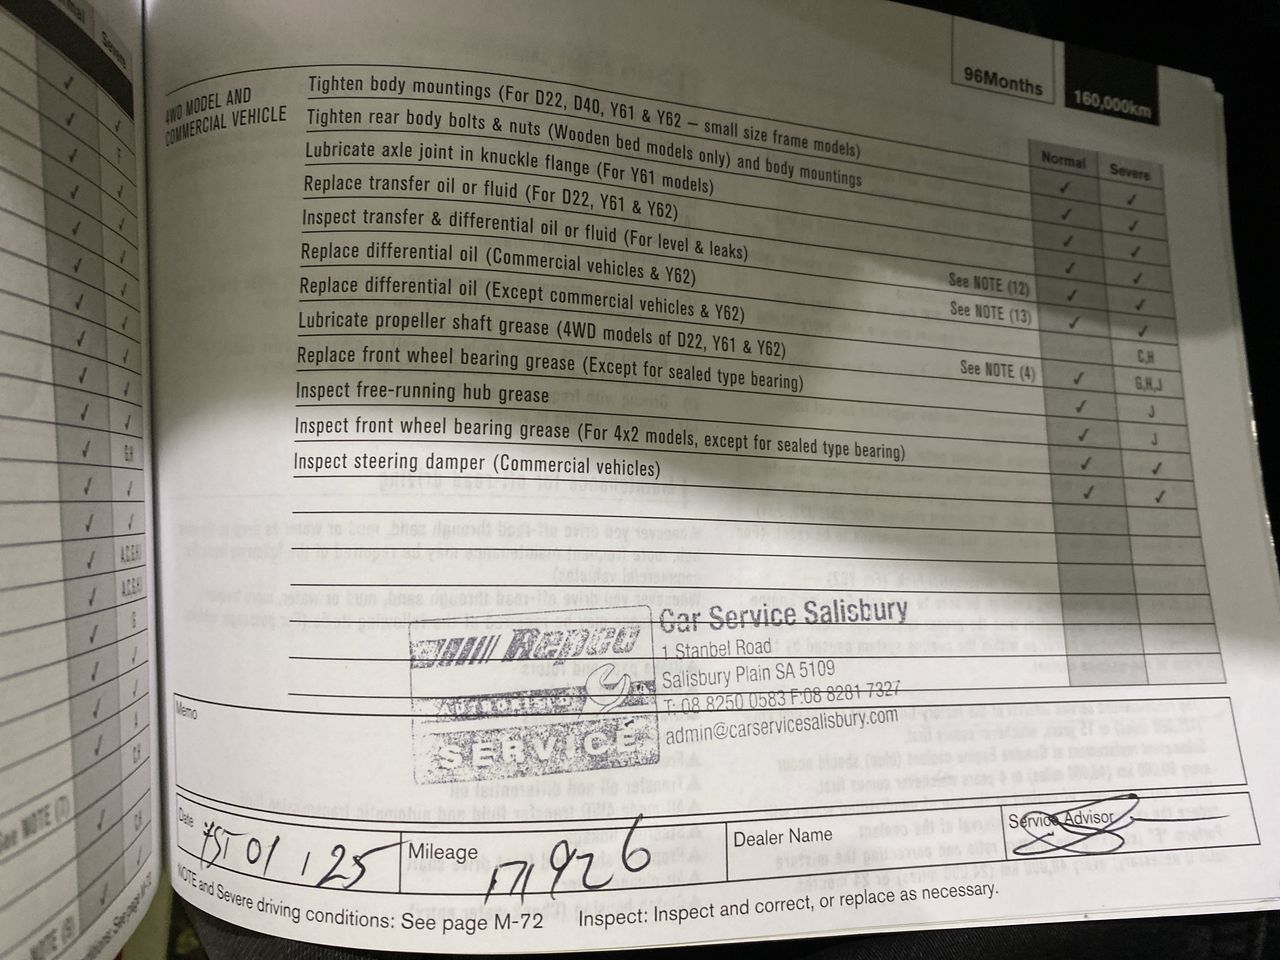 96Months
160,000km
Normal Severe
4WD MODEL AND
COMMERCIAL VEHICLE
Tighten body mountings (For D22, D40, Y61 & Y62 – small size frame models) ✓ ✓
Tighten rear body bolts & nuts (Wooden bed models only) and body mountings ✓ ✓
Lubricate axle joint in knuckle flange (For Y61 models) ✓ ✓
Replace transfer oil or fluid (For D22, Y61 & Y62) ✓ ✓
Inspect transfer & differential oil or fluid (For level & leaks) See NOTE (12) ✓ ✓
Replace differential oil (Commercial vehicles & Y62) See NOTE (13) ✓ ✓
Replace differential oil (Except commercial vehicles & Y62) C,H
Lubricate propeller shaft grease (4WD models of D22, Y61 & Y62) See NOTE (4) ✓ G,H,J
Replace front wheel bearing grease (Except for sealed type bearing) ✓ J
Inspect free-running hub grease ✓ J
Inspect front wheel bearing grease (For 4x2 models, except for sealed type bearing) ✓ ✓
Inspect steering damper (Commercial vehicles) ✓ ✓
Repco
AUTHORISED
SERVICE
Car Service Salisbury
1 Stanbel Road
Salisbury Plain SA 5109
T: 08 8250 0583 F:08 8281 7327
admin@carservicesalisbury.com
Memo
Date 01 / 25
Mileage 171926
Dealer Name
Service Advisor
NOTE and Severe driving conditions: See page M-72 Inspect: Inspect and correct, or replace as necessary.
Severe
See NOTE (7)
NOTE (9)